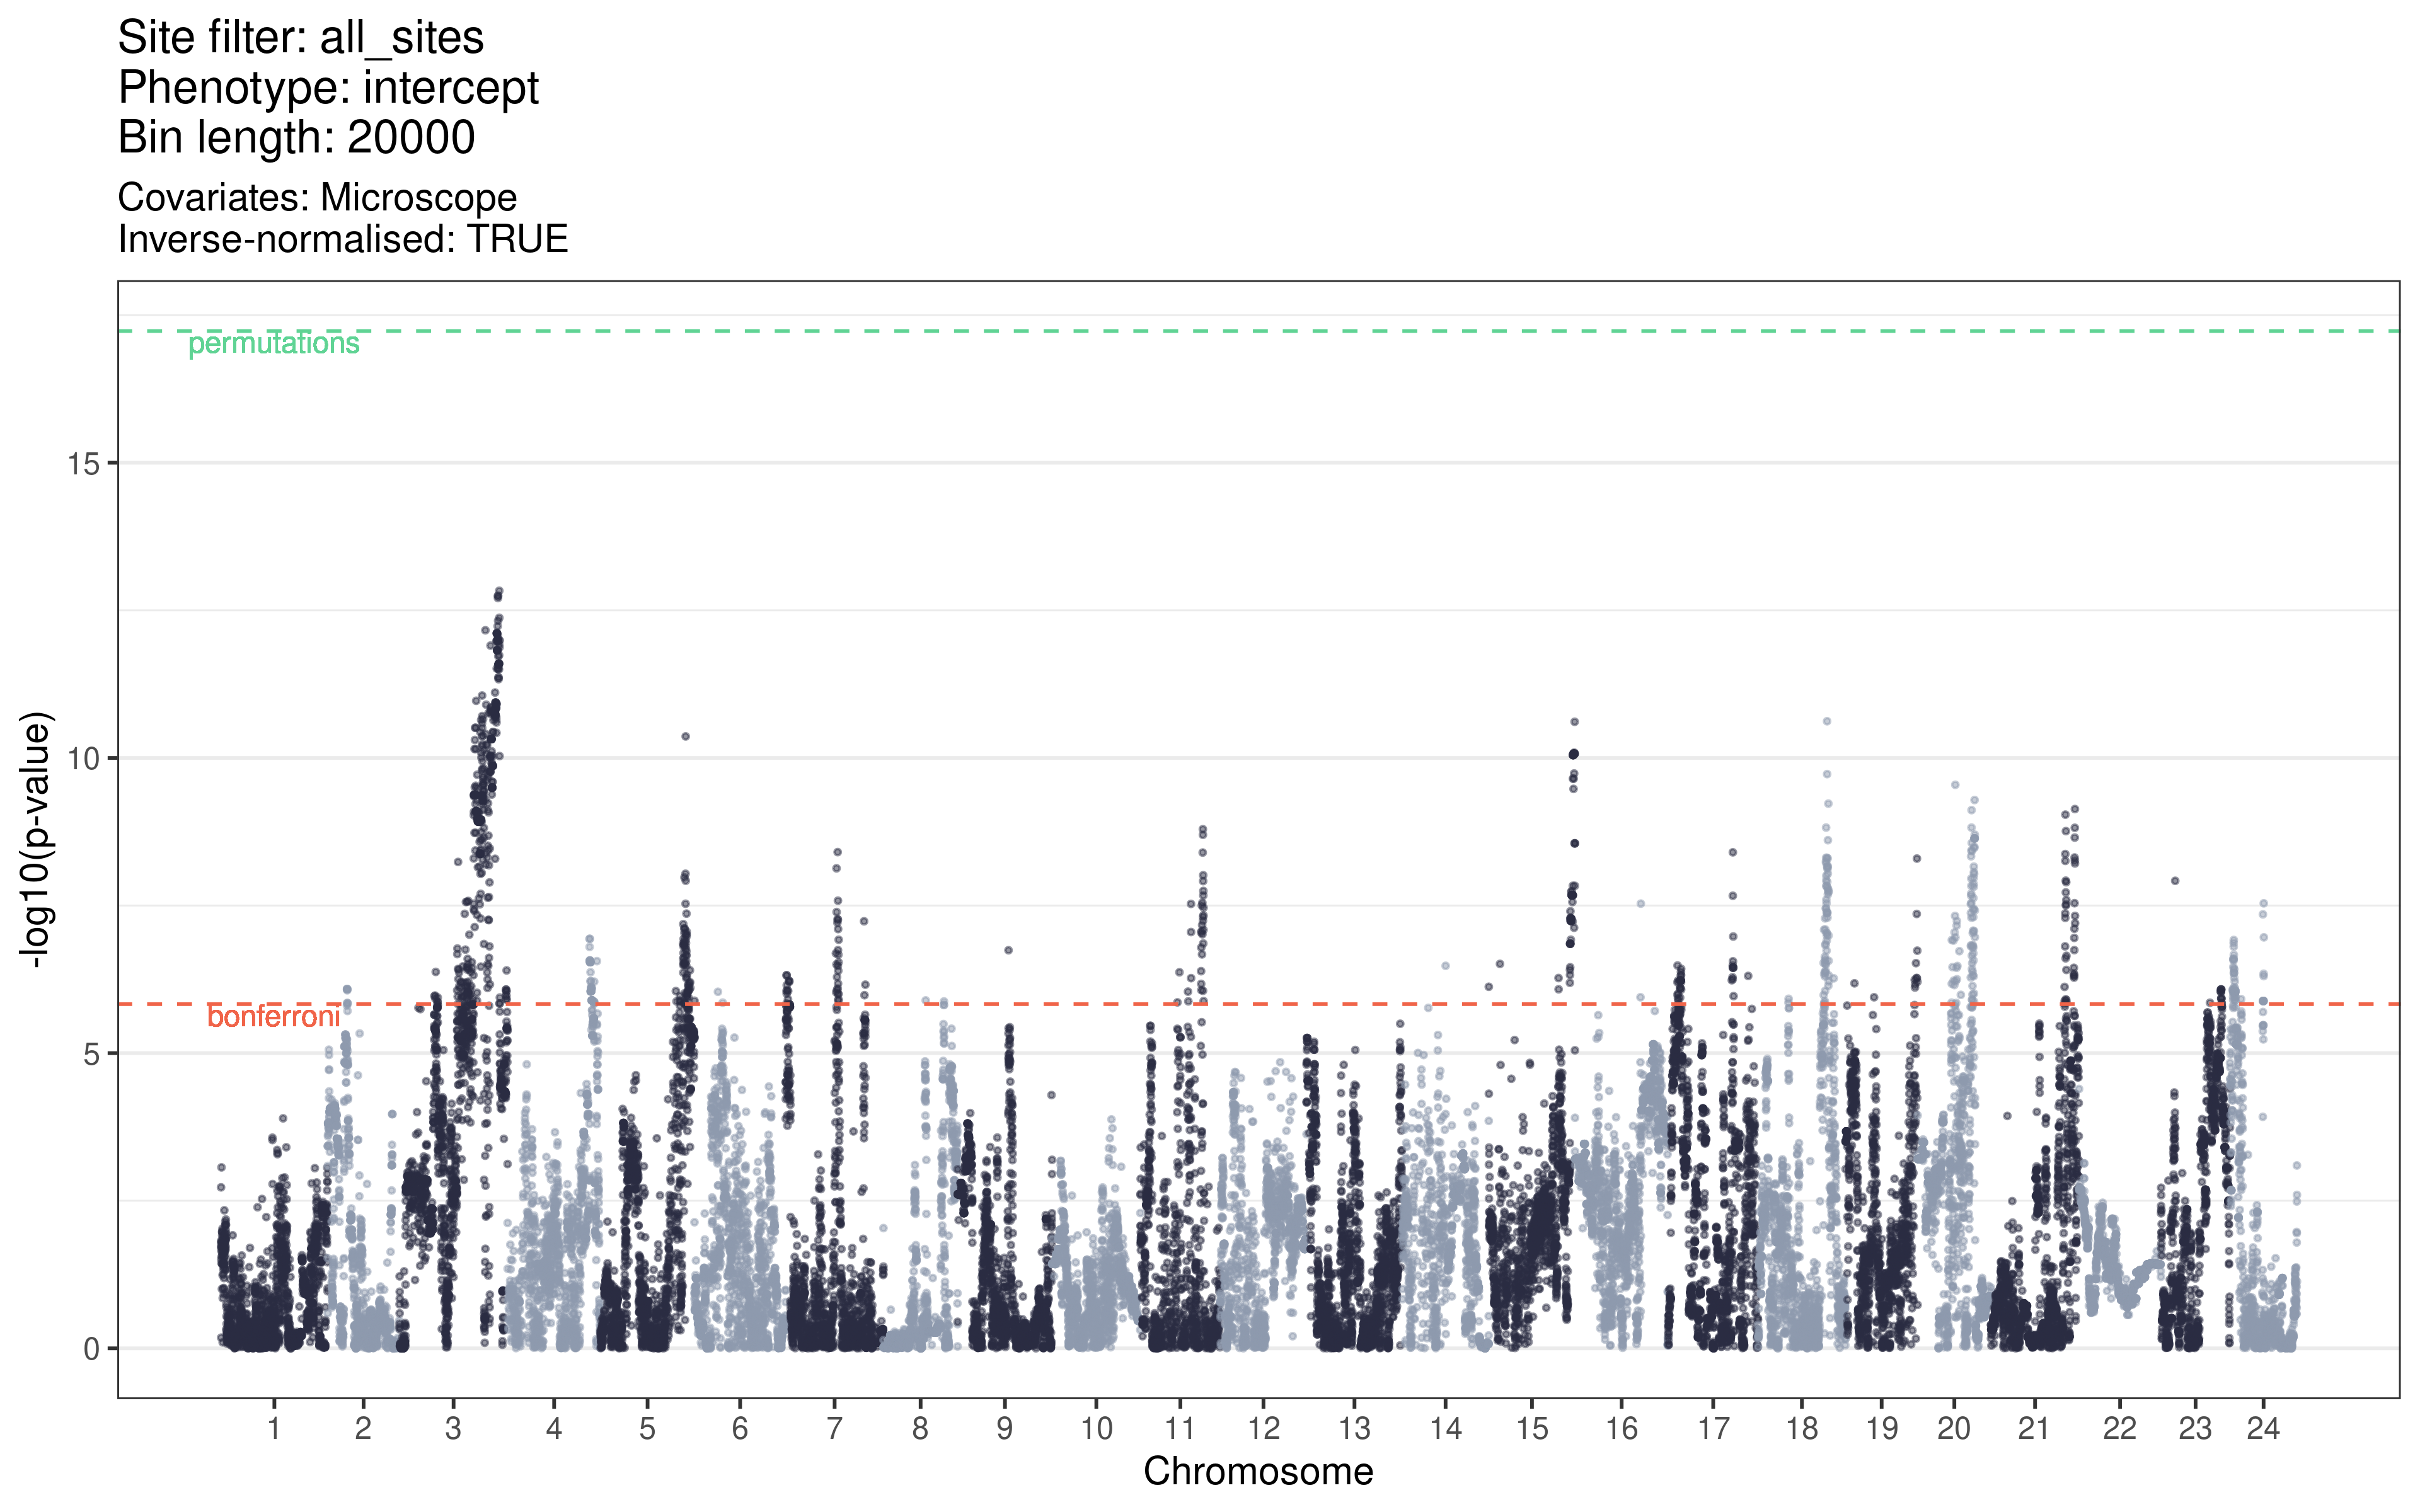 Site filter: all_sites
Phenotype: intercept
Bin length: 20000
Covariates: Microscope
Inverse-normalised: TRUE
permutations
15
10
bonferroni
5
0
-log10(p-value)
1 2 3 4 5 6 7 8 9 10 11 12 13 14 15 16 17 18 19 20 21 22 23 24
Chromosome